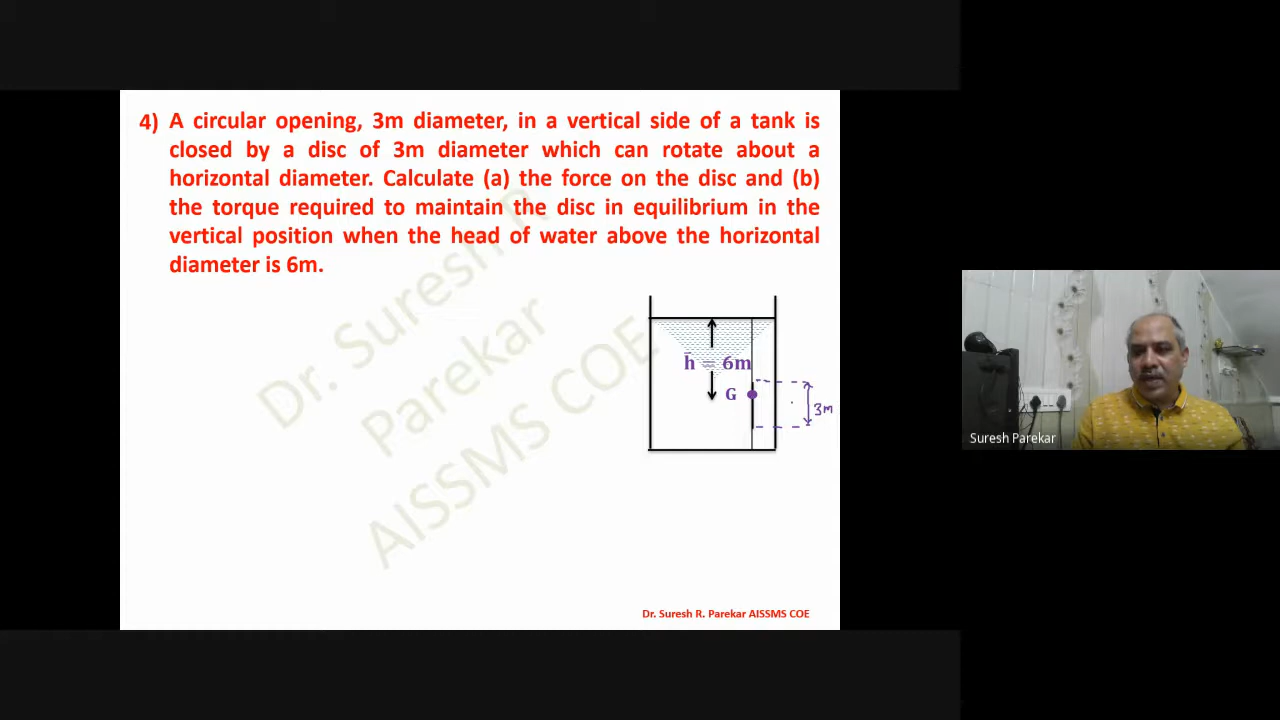 4) A circular opening, 3m diameter, in a vertical side of a tank is
closed by a disc of 3m diameter which can rotate about a
horizontal diameter. Calculate (a) the force on the disc and (b)
the torque required to maintain the disc in equilibrium in the
vertical position when the head of water above the horizontal
diameter is 6m.
Dr. Suresh R.
Parekar
AISSMS COE
h̄ = 6m
G
3m
Suresh Parekar
Dr. Suresh R. Parekar AISSMS COE